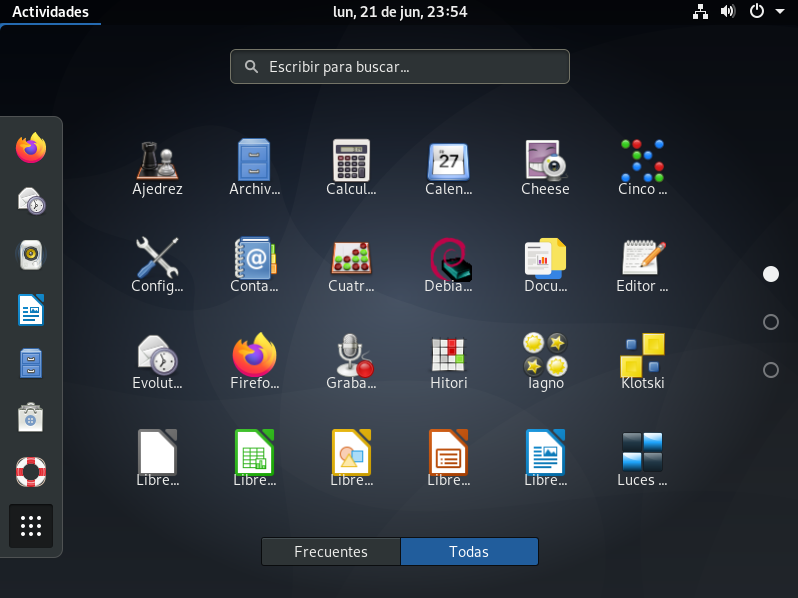 Actividades
lun, 21 de jun, 23:54
Escribir para buscar...
Ajedrez
Archiv...
Calcul...
27
Calen...
Cheese
Cinco ...
Config...
@
Conta...
Cuatr...
Debia...
Docu...
Editor ...
Evolut...
Firefo...
Graba...
Hitori
Iagno
Klotski
Libre...
Libre...
Libre...
Libre...
Libre...
Luces ...
Frecuentes
Todas